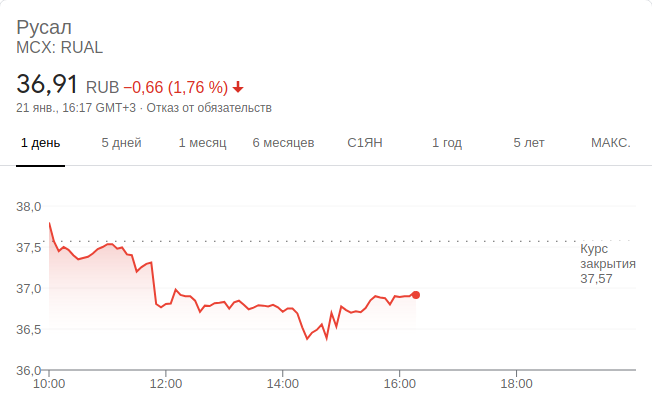 Русал
MCX: RUAL
36,91 RUB −0,66 (1,76 %)
21 янв., 16:17 GMT+3 · Отказ от обязательств
1 день 5 дней 1 месяц 6 месяцев С1ЯН 1 год 5 лет МАКС.
38,0
37,5
37,0
36,5
36,0
Курс
закрытия
37,57
10:00 12:00 14:00 16:00 18:00